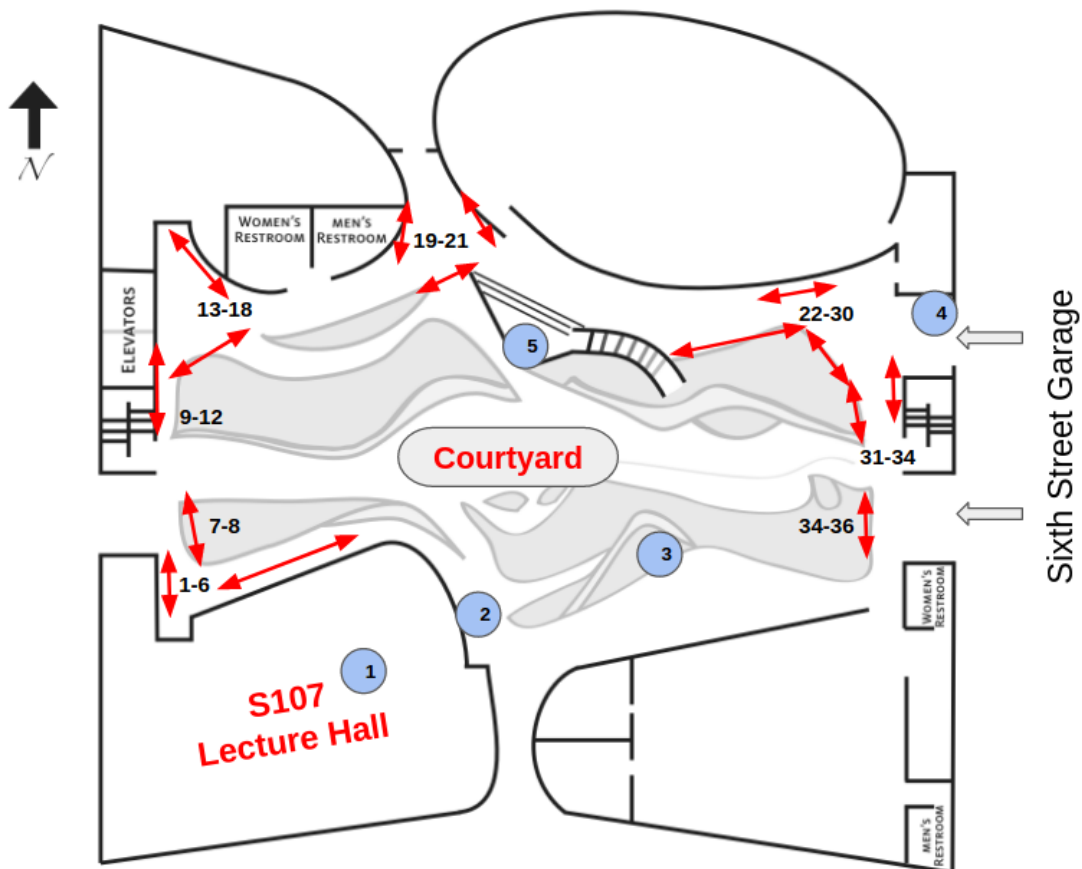 N
WOMEN'S
RESTROOM
MEN'S
RESTROOM
19-21
13-18
22-30
4
ELEVATORS
5
9-12
Courtyard
31-34
7-8
34-36
3
1-6
2
1
S107
Lecture Hall
Sixth Street Garage
WOMEN'S
RESTROOM
MEN'S
RESTROOM